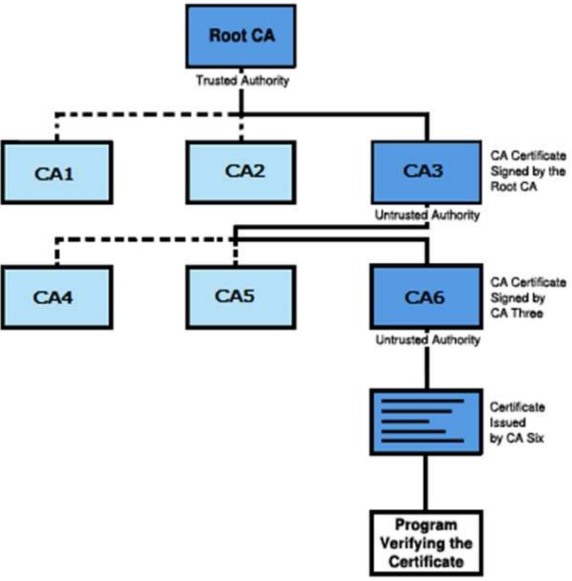 Root CA
Trusted Authority
CA1
CA2
CA3
CA Certificate
Signed by the
Root CA
Untrusted Authority
CA4
CA5
CA6
CA Certificate
Signed by
CA Three
Untrusted Authority
Certificate
Issued
by CA Six
Program
Verifying the
Certificate